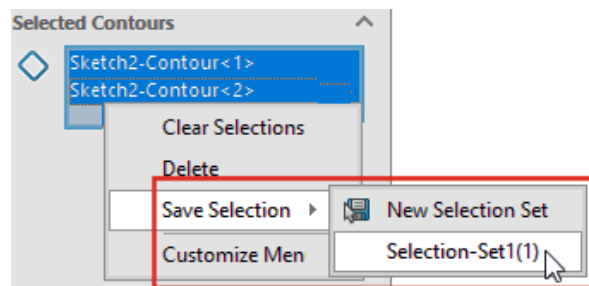 Selected Contours
Sketch2-Contour<1>
Sketch2-Contour<2>
Clear Selections
Delete
Save Selection
New Selection Set
Selection-Set1(1)
Customize Men